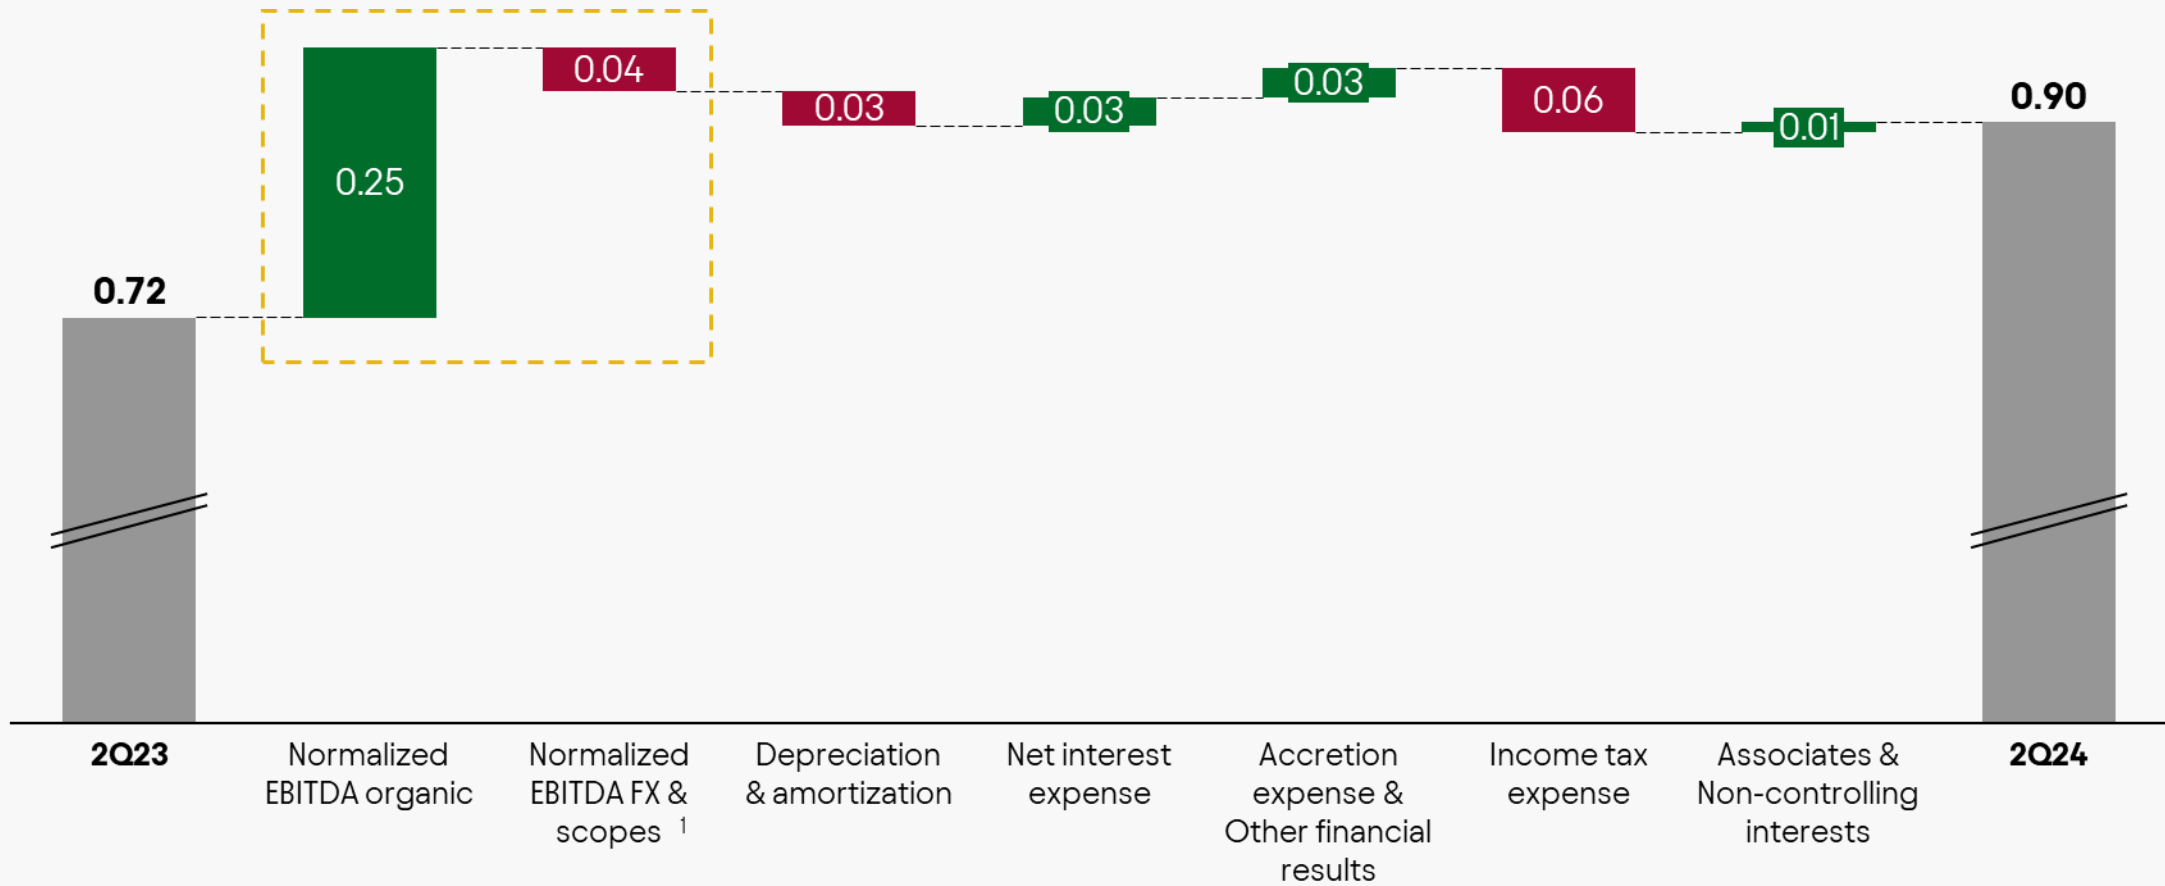 0.72
0.25
0.04
0.03
0.03
0.03
0.06
0.01
0.90
2Q23
Normalized
EBITDA organic
Normalized
EBITDA FX &
scopes 1
Depreciation
& amortization
Net interest
expense
Accretion
expense &
Other financial
results
Income tax
expense
Associates &
Non-controlling
interests
2Q24